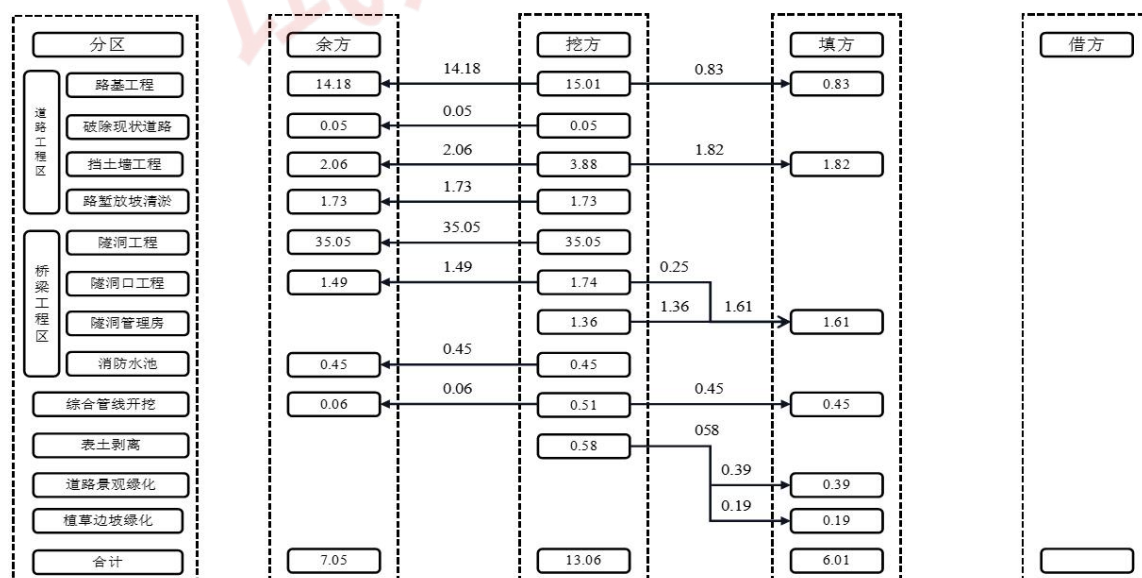 分区 余方 挖方 填方 借方
道路工程区
路基工程 14.18 14.18 15.01 0.83 0.83
破除现状道路 0.05 0.05 0.05
挡土墙工程 2.06 2.06 3.88 1.82 1.82
路堑放坡清淤 1.73 1.73 1.73
桥梁工程区
隧洞工程 35.05 35.05 35.05
隧洞口工程 1.49 1.49 1.74 0.25
隧洞管理房 1.36 1.36 1.61 1.61
消防水池 0.45 0.45 0.45
综合管线开挖 0.06 0.06 0.51 0.45 0.45
表土剥离 0.58 058
道路景观绿化 0.39 0.39
植草边坡绿化 0.19 0.19
合计 7.05 13.06 6.01